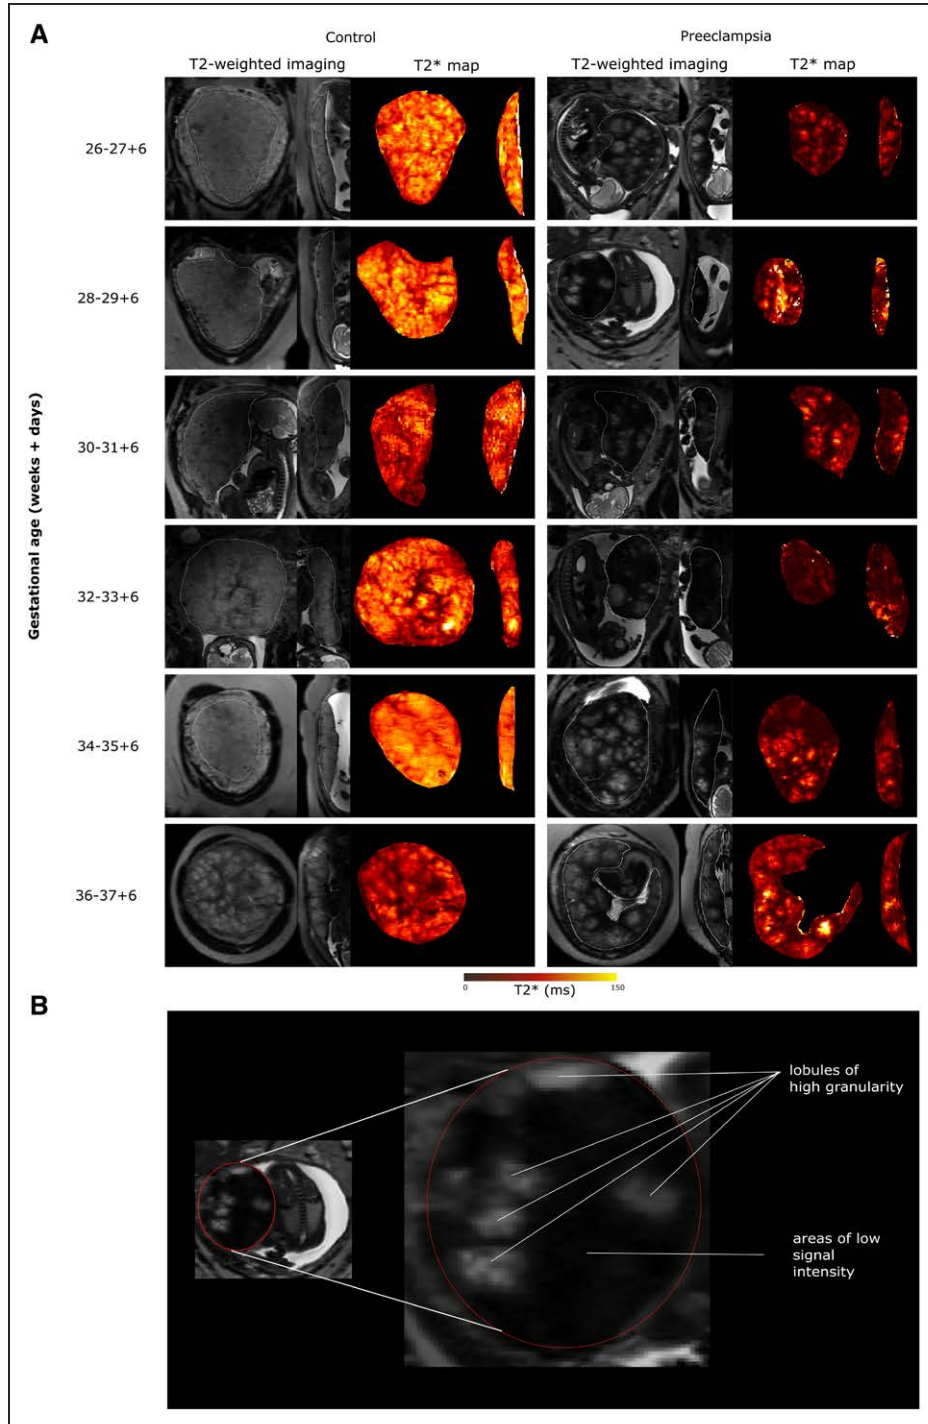 A
Control
Preeclampsia
T2-weighted imaging
T2* map
T2-weighted imaging
T2* map
Gestational age (weeks + days)
26-27+6
28-29+6
30-31+6
32-33+6
34-35+6
36-37+6
0
T2* (ms)
150
B
lobules of
high granularity
areas of low
signal
intensity